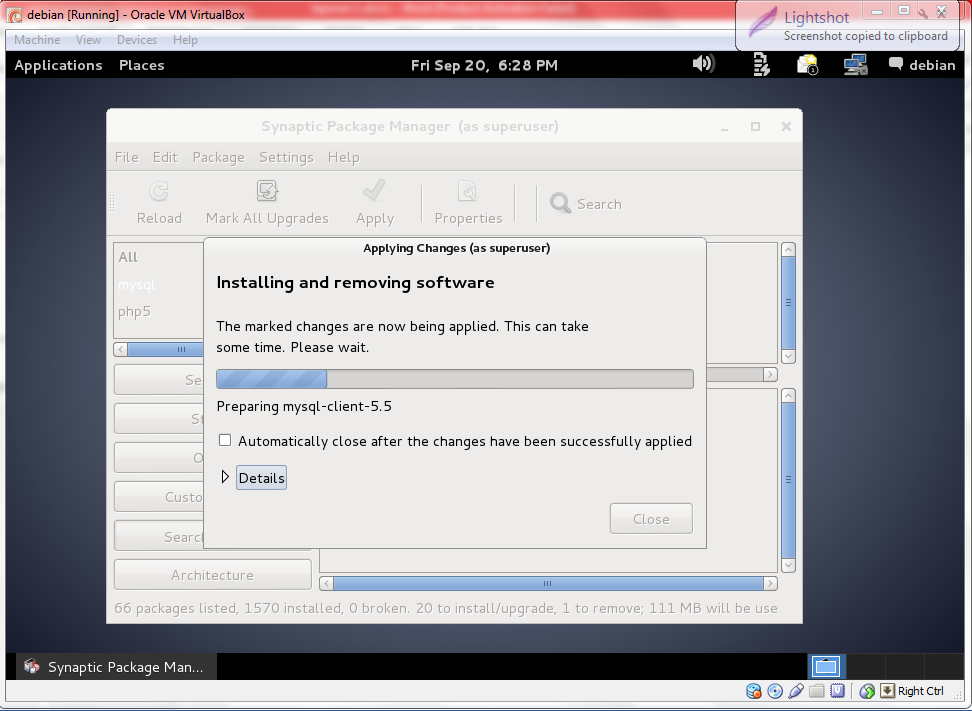 debian [Running] - Oracle VM VirtualBox
Lightshot
Screenshot copied to clipboard
Machine View Devices Help
Applications Places Fri Sep 20, 6:28 PM 1 debian
Synaptic Package Manager (as superuser)
File Edit Package Settings Help
Reload Mark All Upgrades Apply Properties Search
All
mysql
php5
Applying Changes (as superuser)
Installing and removing software
The marked changes are now being applied. This can take
some time. Please wait.
Preparing mysql-client-5.5
Automatically close after the changes have been successfully applied
Details
Close
Se
St
O
Custo
Search
Architecture
66 packages listed, 1570 installed, 0 broken. 20 to install/upgrade, 1 to remove; 111 MB will be use
Synaptic Package Man...
Right Ctrl